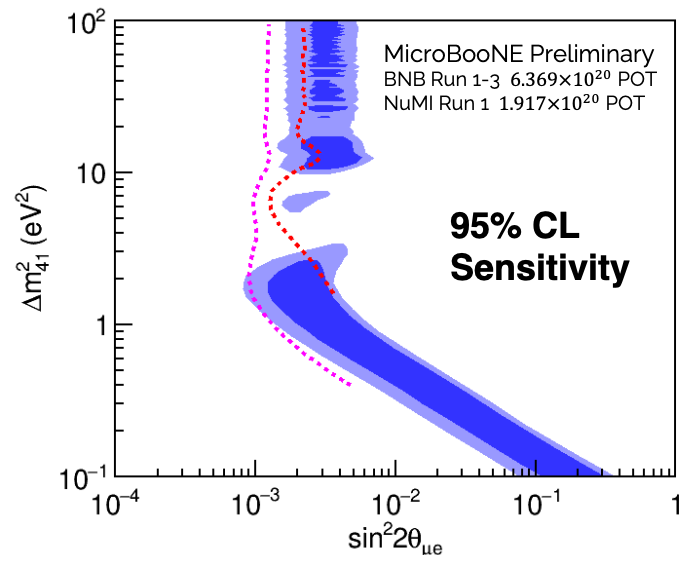 10²
MicroBooNE Preliminary
BNB Run 1-3 6.369×10²⁰ POT
NuMI Run 1 1.917×10²⁰ POT
10
95% CL
Sensitivity
Δm²₄₁ (eV²)
1
10⁻¹
10⁻⁴ 10⁻³ 10⁻² 10⁻¹ 1
sin²2θ_μe